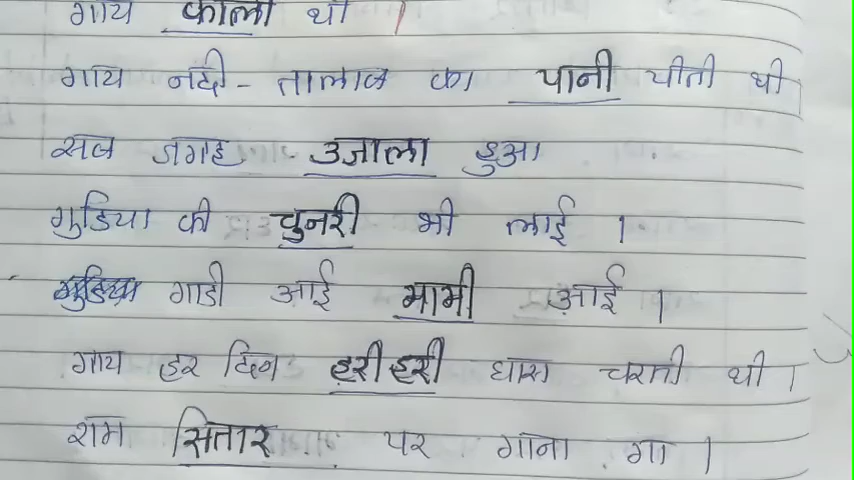 गाय काली थी |
गाय नदी - तालाब का पानी पीती थी
सब जगह उजाला हुआ
गुडिया की चुनरी भी लाई |
गाडी आई मामी आई |
गाय हर दिन हरी हरी घास चरती थी |
राम सितार पर गाना गा |